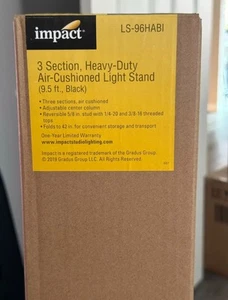 impact
LS-96HABI
3 Section, Heavy-Duty
Air-Cushioned Light Stand
(9.5 ft., Black)
• Three sections, air cushioned
• Adjustable center column
• Reversible 5/8 in. stud with 1/4-20 and 3/8-16 threaded
tops
• Folds to 42 in. for convenient storage and transport
One-Year Limited Warranty
www.impactstudiolighting.com
Impact is a registered trademark of the Gradus Group.
© 2019 Gradus Group LLC. All Rights Reserved.